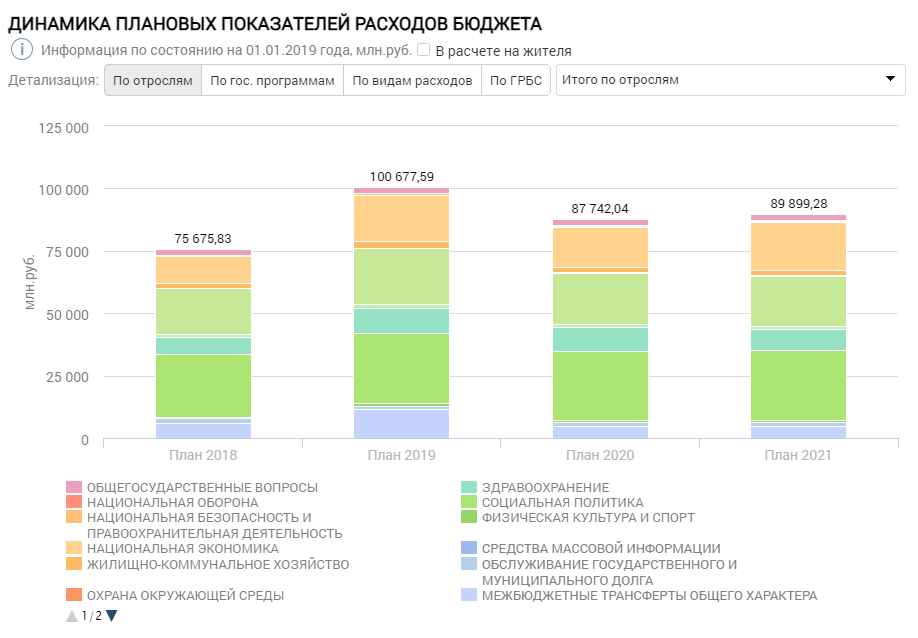 ДИНАМИКА ПЛАНОВЫХ ПОКАЗАТЕЛЕЙ РАСХОДОВ БЮДЖЕТА
i Информация по состоянию на 01.01.2019 года, млн.руб. В расчете на жителя
Детализация: По отрослям По гос. программам По видам расходов По ГРБС Итого по отрослям
125 000
100 000
75 000
50 000
25 000
0
млн.руб.
75 675,83
100 677,59
87 742,04
89 899,28
План 2018 План 2019 План 2020 План 2021
ОБЩЕГОСУДАРСТВЕННЫЕ ВОПРОСЫ
НАЦИОНАЛЬНАЯ ОБОРОНА
НАЦИОНАЛЬНАЯ БЕЗОПАСНОСТЬ И
ПРАВООХРАНИТЕЛЬНАЯ ДЕЯТЕЛЬНОСТЬ
НАЦИОНАЛЬНАЯ ЭКОНОМИКА
ЖИЛИЩНО-КОММУНАЛЬНОЕ ХОЗЯЙСТВО
ОХРАНА ОКРУЖАЮЩЕЙ СРЕДЫ
ЗДРАВООХРАНЕНИЕ
СОЦИАЛЬНАЯ ПОЛИТИКА
ФИЗИЧЕСКАЯ КУЛЬТУРА И СПОРТ
СРЕДСТВА МАССОВОЙ ИНФОРМАЦИИ
ОБСЛУЖИВАНИЕ ГОСУДАРСТВЕННОГО И
МУНИЦИПАЛЬНОГО ДОЛГА
МЕЖБЮДЖЕТНЫЕ ТРАНСФЕРТЫ ОБЩЕГО ХАРАКТЕРА
1/2